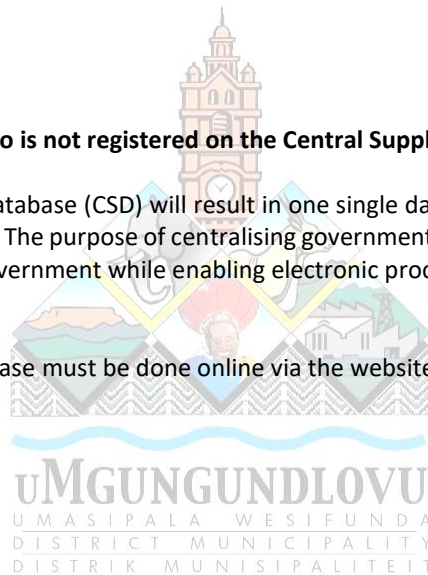 o is not registered on the Central Suppl
atabase (CSD) will result in one single da
The purpose of centralising government
vernment while enabling electronic proc
ase must be done online via the website
UMGUNGUNDLOVU
UMASIPALA WESIFUNDA
DISTRICT MUNICIPALITY
DISTRIK MUNISIPALITEIT